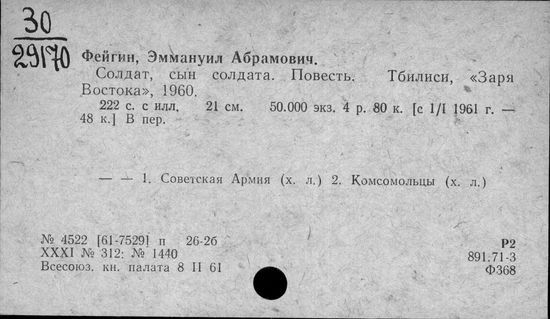 30
29170
Фейгин, Эммануил Абрамович.
Солдат, сын солдата. Повесть. Тбилиси, «Заря
Востока», 1960.
222 с. с илл. 21 см. 50.000 экз. 4 р. 80 к. [с 1/I 1961 г. —
48 к.] В пер.
— — 1. Советская Армия (х. л.) 2. Комсомольцы (х. л.)
№ 4522 [61-7529] п 26-2б
XXXI № 312: № 1440
Всесоюз. кн. палата 8 II 61
Р2
891.71-3
Ф368